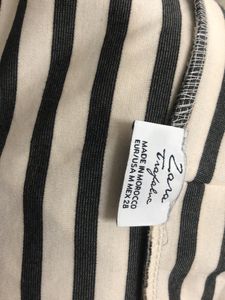 Zara
Trafaluc
MADE IN MOROCCO
EUR/USA M MEX 28